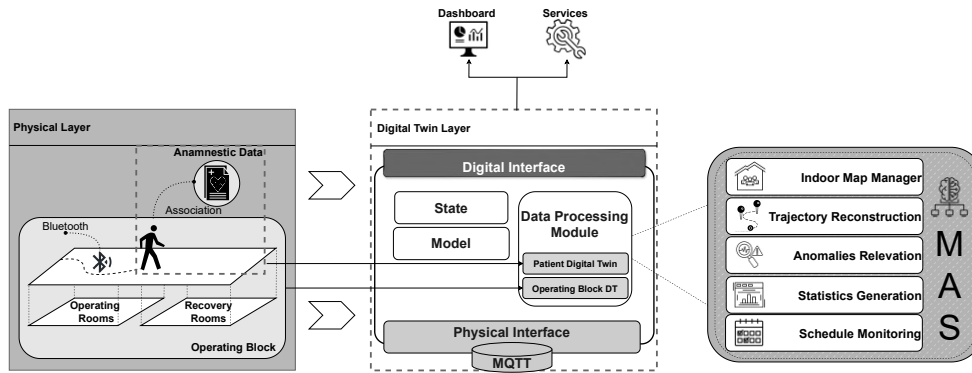 Dashboard
Services
Physical Layer
Anamnestic Data
Association
Bluetooth
Operating
Rooms
Recovery
Rooms
Operating Block
Digital Twin Layer
Digital Interface
State
Model
Data Processing
Module
Patient Digital Twin
Operating Block DT
Physical Interface
MQTT
Indoor Map Manager
Trajectory Reconstruction
Anomalies Relevation
Statistics Generation
Schedule Monitoring
M
A
S